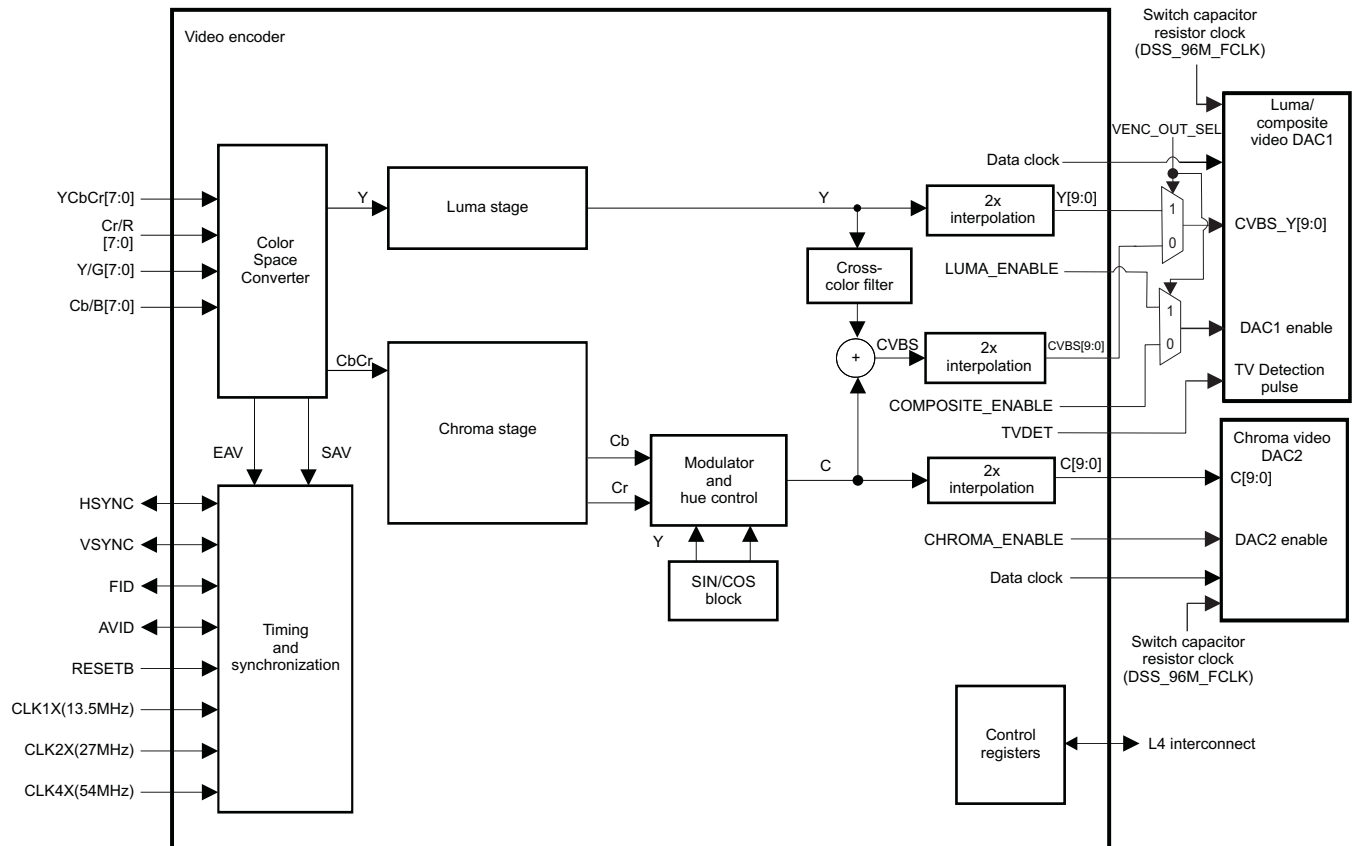 Switch capacitor
resistor clock
(DSS_96M_FCLK)
Video encoder
Luma/
composite
video DAC1
VENC_OUT_SEL
Data clock
YCbCr[7:0]
Cr/R
[7:0]
Y/G[7:0]
Cb/B[7:0]
Color
Space
Converter
Y
Luma stage
Y
2x
interpolation
Y[9:0]
1
0
CVBS_Y[9:0]
Cross-
color filter
LUMA_ENABLE
1
0
DAC1 enable
CbCr
+
CVBS
2x
interpolation
CVBS[9:0]
TV Detection
pulse
COMPOSITE_ENABLE
TVDET
Chroma stage
EAV
SAV
Cb
Cr
Modulator
and
hue control
C
2x
interpolation
C[9:0]
Chroma video
DAC2
C[9:0]
Y
SIN/COS
block
CHROMA_ENABLE
DAC2 enable
Data clock
Switch capacitor
resistor clock
(DSS_96M_FCLK)
HSYNC
VSYNC
FID
AVID
RESETB
CLK1X(13.5MHz)
CLK2X(27MHz)
CLK4X(54MHz)
Timing
and
synchronization
Control
registers
L4 interconnect